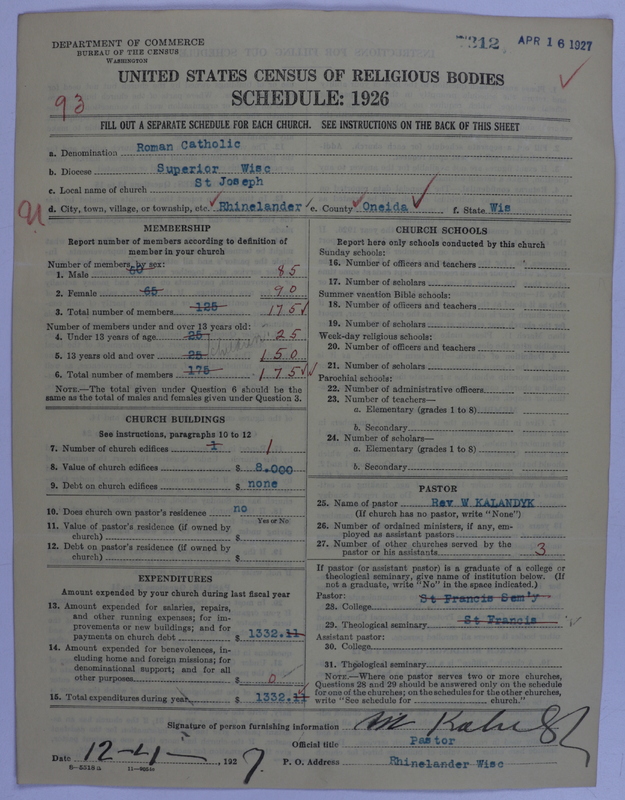 DEPARTMENT OF COMMERCE
BUREAU OF THE CENSUS
WASHINGTON
APR 16 1927
UNITED STATES CENSUS OF RELIGIOUS BODIES
SCHEDULE: 1926
93
FILL OUT A SEPARATE SCHEDULE FOR EACH CHURCH. SEE INSTRUCTIONS ON THE BACK OF THIS SHEET
a. Denomination Roman Catholic
b. Diocese Superior Wisc
c. Local name of church St Joseph
d. City, town, village, or township, etc. Rhinelander e. County Oneida f. State Wis
91
MEMBERSHIP
Report number of members according to definition of
member in your church
Number of members, by sex:
1. Male 60 85
2. Female 65 90
3. Total number of members 125 175
Number of members under and over 13 years old:
4. Under 13 years of age 25 children 25
5. 13 years old and over 25 150
6. Total number of members 175 175
NOTE.—The total given under Question 6 should be the
same as the total of males and females given under Question 3.
CHURCH BUILDINGS
See instructions, paragraphs 10 to 12
7. Number of church edifices 1 1
8. Value of church edifices $ 8.000
9. Debt on church edifices $ none
10. Does church own pastor's residence no
Yes or No
11. Value of pastor's residence (if owned by
church) $
12. Debt on pastor's residence (if owned by
church) $
EXPENDITURES
Amount expended by your church during last fiscal year
13. Amount expended for salaries, repairs,
and other running expenses; for im-
provements or new buildings; and for
payments on church debt $ 1332.11
14. Amount expended for benevolences, in-
cluding home and foreign missions; for
denominational support; and for all
other purposes $ 0
15. Total expenditures during year $ 1332.11
CHURCH SCHOOLS
Report here only schools conducted by this church
Sunday schools:
16. Number of officers and teachers
17. Number of scholars
Summer vacation Bible schools:
18. Number of officers and teachers
19. Number of scholars
Week-day religious schools:
20. Number of officers and teachers
21. Number of scholars
Parochial schools:
22. Number of administrative officers
23. Number of teachers—
a. Elementary (grades 1 to 8)
b. Secondary
24. Number of scholars—
a. Elementary (grades 1 to 8)
b. Secondary
PASTOR
25. Name of pastor Rev W KALANDYK
(If church has no pastor, write "None")
26. Number of ordained ministers, if any, em-
ployed as assistant pastors
27. Number of other churches served by the
pastor or his assistants 3
If pastor (or assistant pastor) is a graduate of a college or
theological seminary, give name of institution below. (If
not a graduate, write "No" in the space indicated.)
Pastor: St Francis Sem'y
28. College
29. Theological seminary St Francis
Assistant pastor:
30. College
31. Theological seminary
NOTE.—Where one pastor serves two or more churches,
Questions 28 and 29 should be answered only on the schedule
for one of the churches; on the schedules for the other churches,
write "See schedule for church."
Signature of person furnishing information
Official title Pastor
Date 12-4- 1927.
P. O. Address Rhinelander Wisc